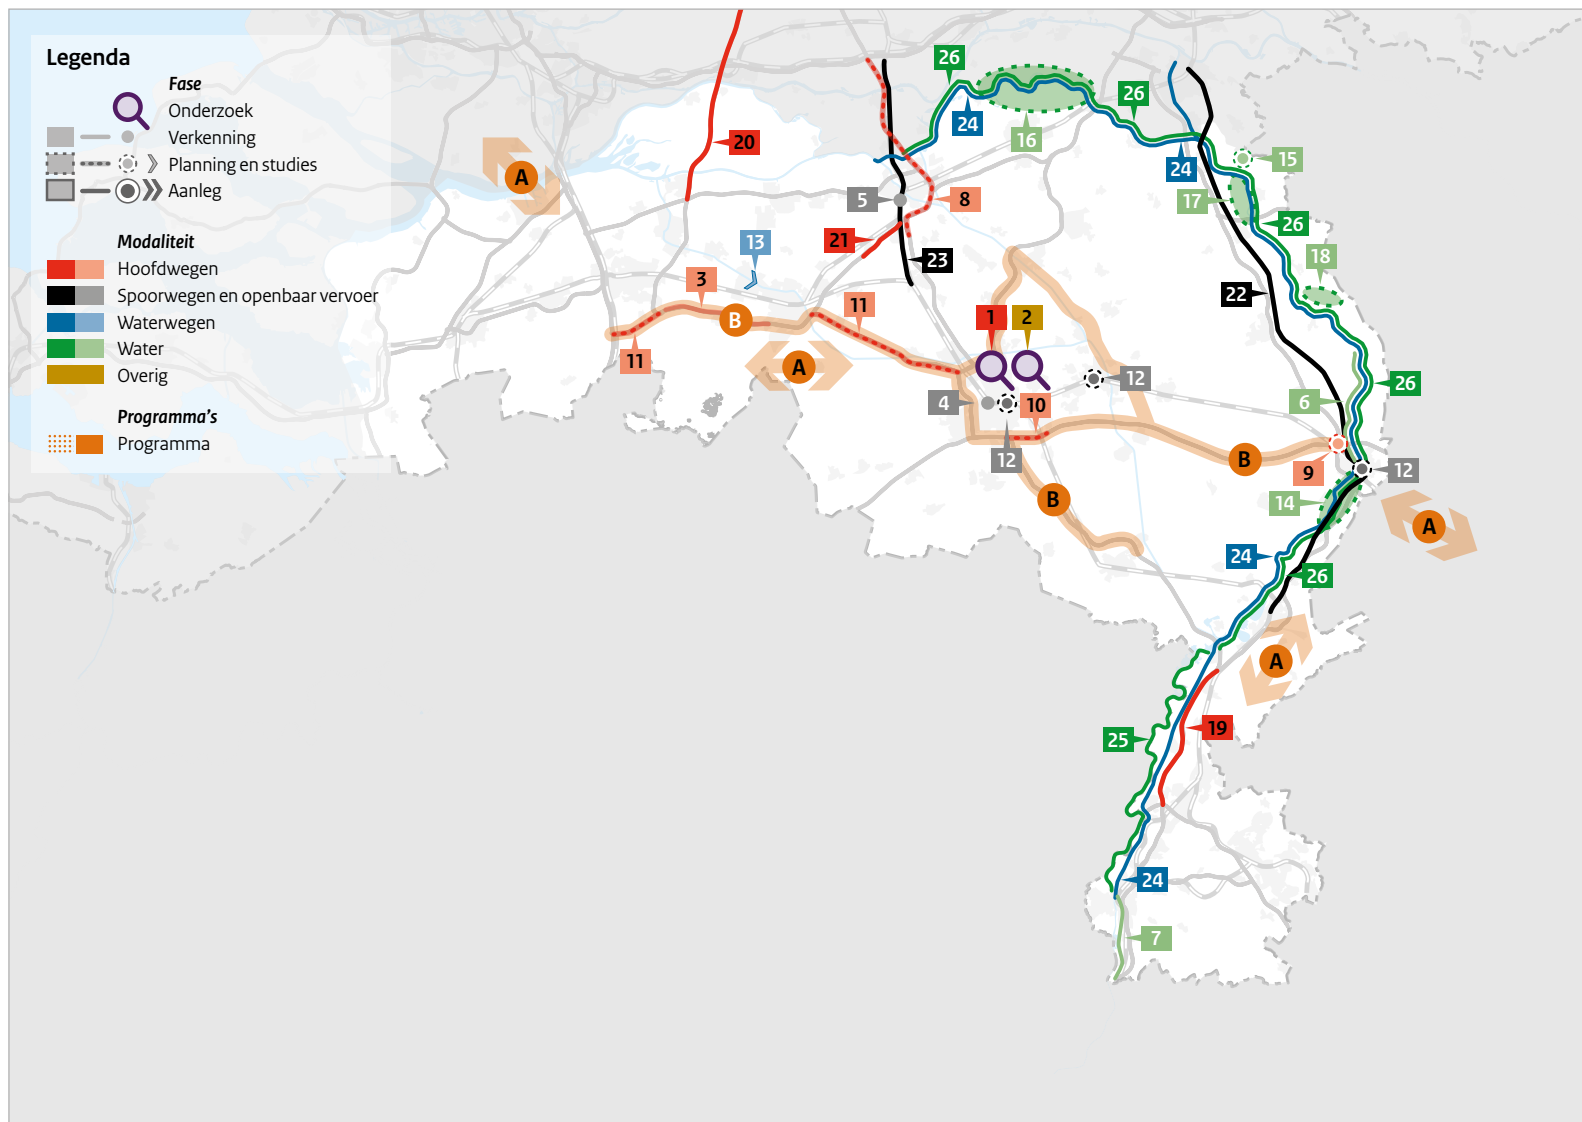 Legenda
Fase
Onderzoek
Verkenning
Planning en studies
Aanleg
Modaliteit
Hoofdwegen
Spoorwegen en openbaar vervoer
Waterwegen
Water
Overig
Programma's
Programma
26
26
20
24
16
24
15
A
17
5
8
26
21
13
23
18
3
22
11
B
1
2
11
A
12
26
4
10
6
12
B
9
12
B
14
A
24
26
A
19
25
24
7